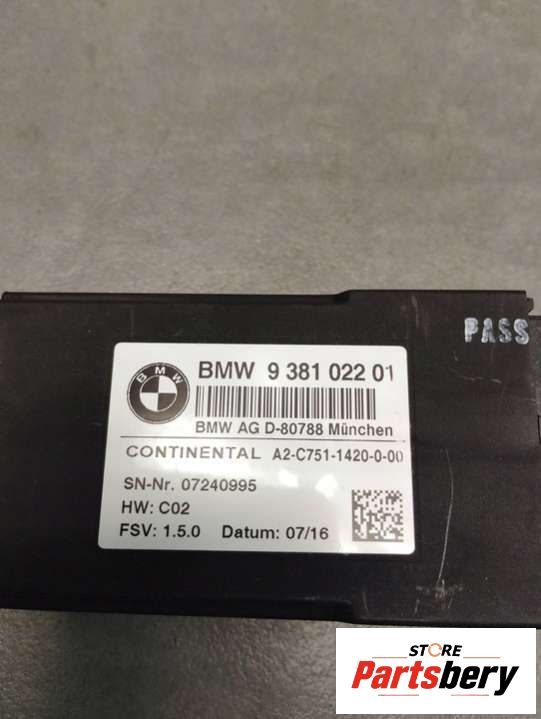 PASS
BMW
BMW 9 381 022 01
BMW AG D-80788 München
CONTINENTAL A2-C751-1420-0-00
SN-Nr. 07240995
HW: C02
FSV: 1.5.0 Datum: 07/16
STORE
Partsbery